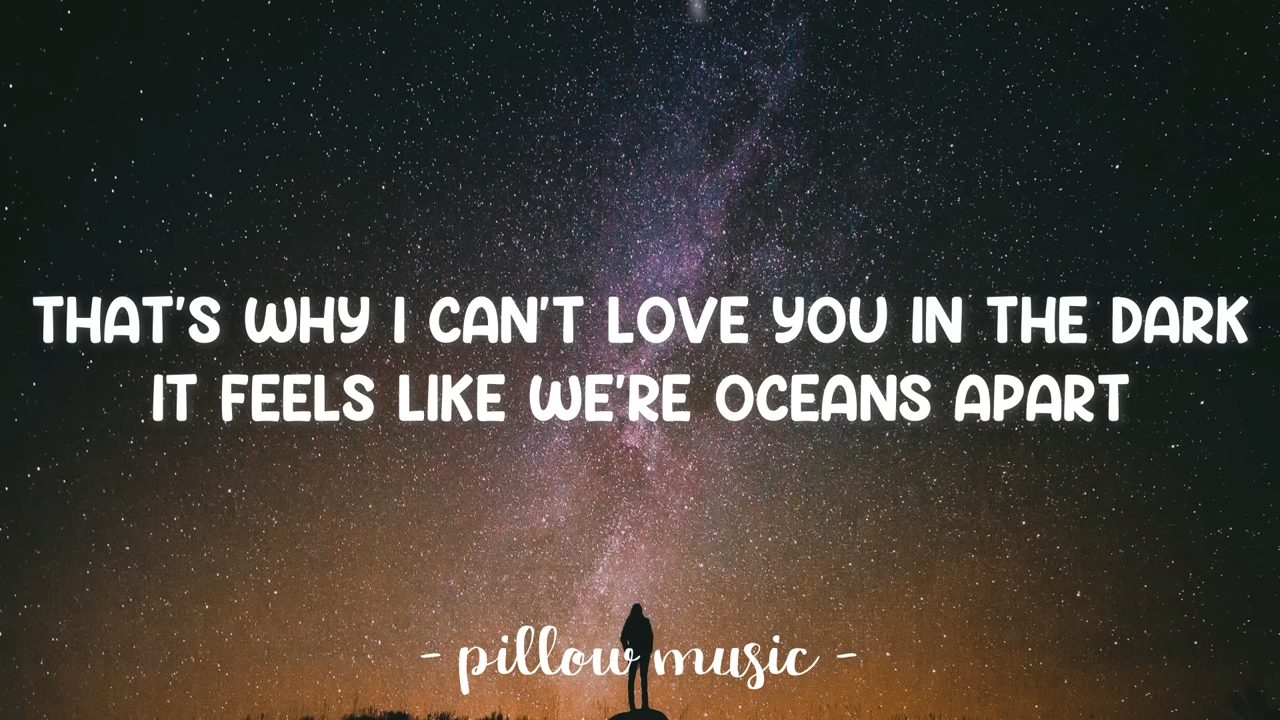 THAT'S WHY I CAN'T LOVE YOU IN THE DARK
IT FEELS LIKE WE'RE OCEANS APART
- pillow music -